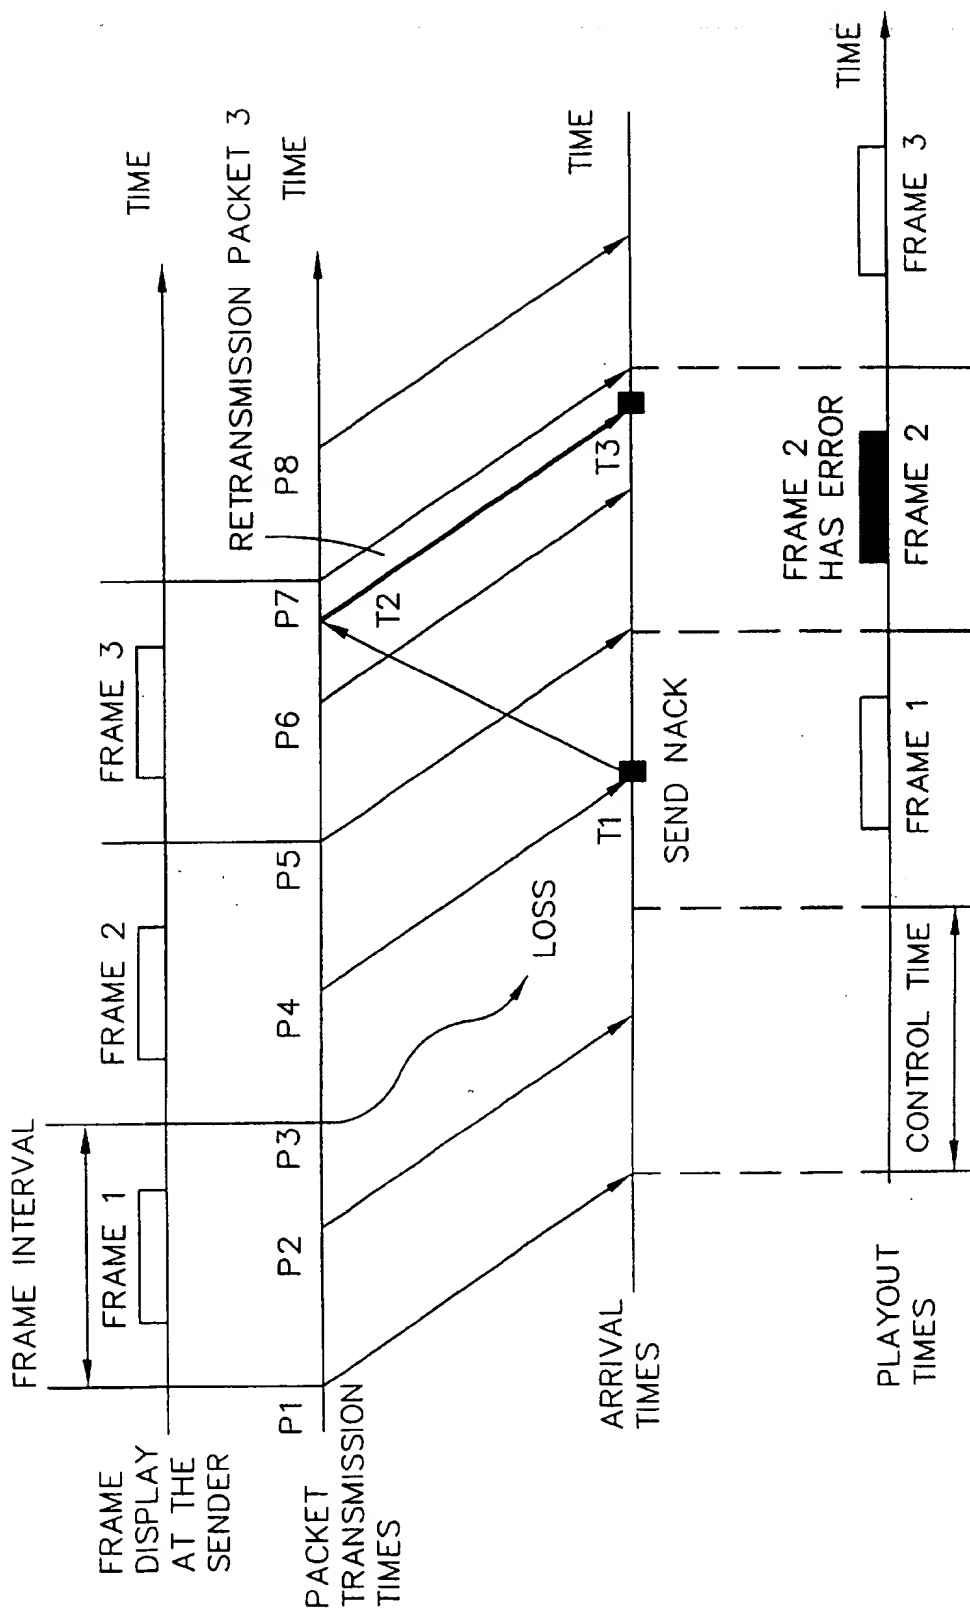 FRAME INTERVAL
FRAME
DISPLAY
AT THE
SENDER
FRAME 1
FRAME 2
FRAME 3
TIME
RETRANSMISSION PACKET 3
PACKET
TRANSMISSION
TIMES
P1
P2
P3
P4
P5
P6
P7
P8
TIME
T2
LOSS
ARRIVAL
TIMES
T1
SEND NACK
T3
TIME
FRAME 2
HAS ERROR
PLAYOUT
TIMES
CONTROL TIME
FRAME 1
FRAME 2
FRAME 3
TIME